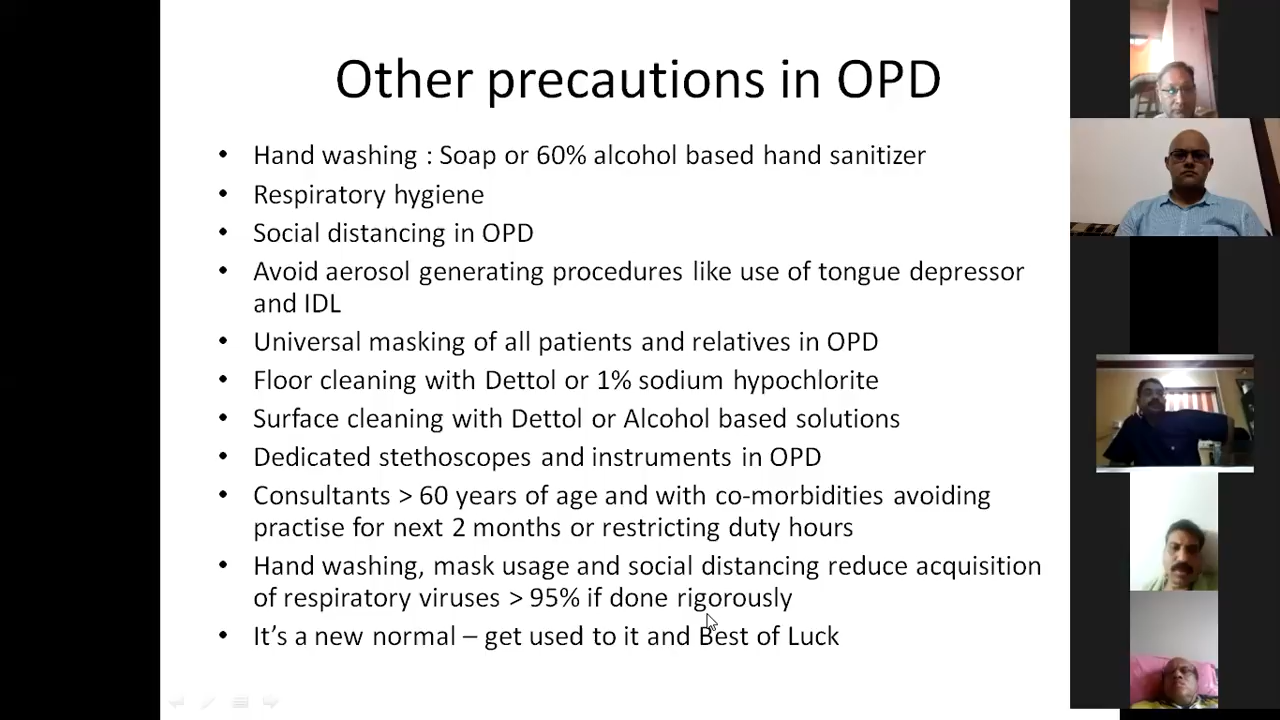 Other precautions in OPD
• Hand washing : Soap or 60% alcohol based hand sanitizer
• Respiratory hygiene
• Social distancing in OPD
• Avoid aerosol generating procedures like use of tongue depressor
and IDL
• Universal masking of all patients and relatives in OPD
• Floor cleaning with Dettol or 1% sodium hypochlorite
• Surface cleaning with Dettol or Alcohol based solutions
• Dedicated stethoscopes and instruments in OPD
• Consultants > 60 years of age and with co-morbidities avoiding
practise for next 2 months or restricting duty hours
• Hand washing, mask usage and social distancing reduce acquisition
of respiratory viruses > 95% if done rigorously
• It’s a new normal – get used to it and Best of Luck